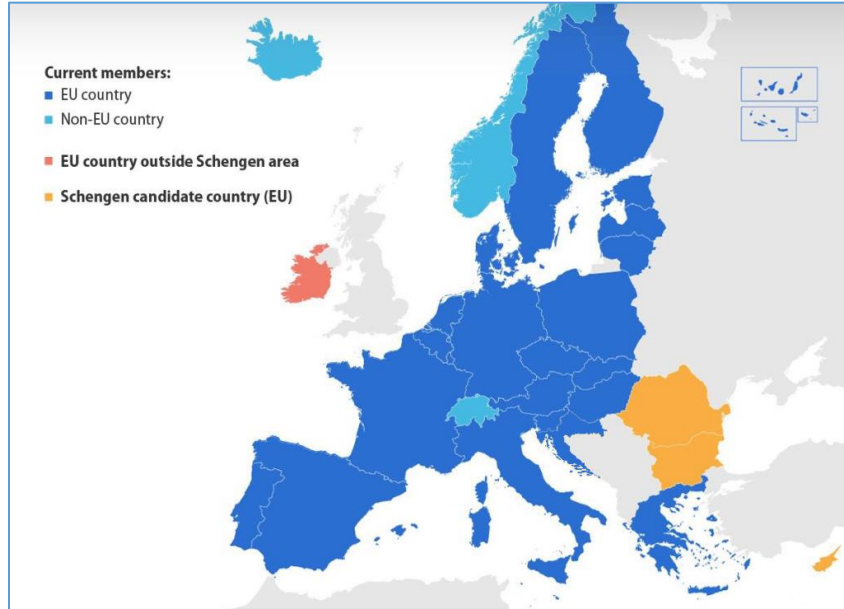 Current members:
EU country
Non-EU country
EU country outside Schengen area
Schengen candidate country (EU)